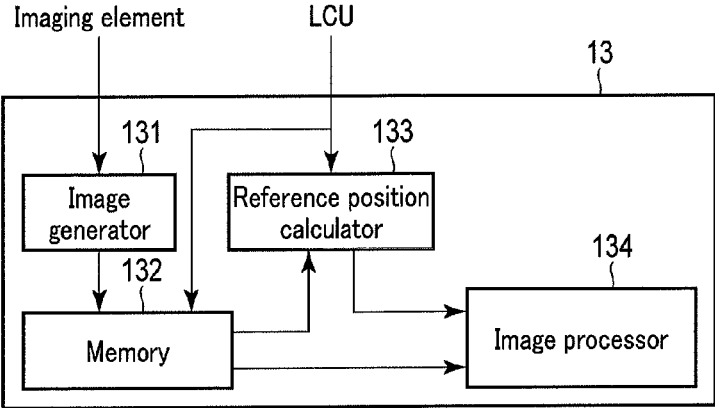 Imaging element
LCU
13
131
133
Image
generator
Reference position
calculator
132
134
Memory
Image processor